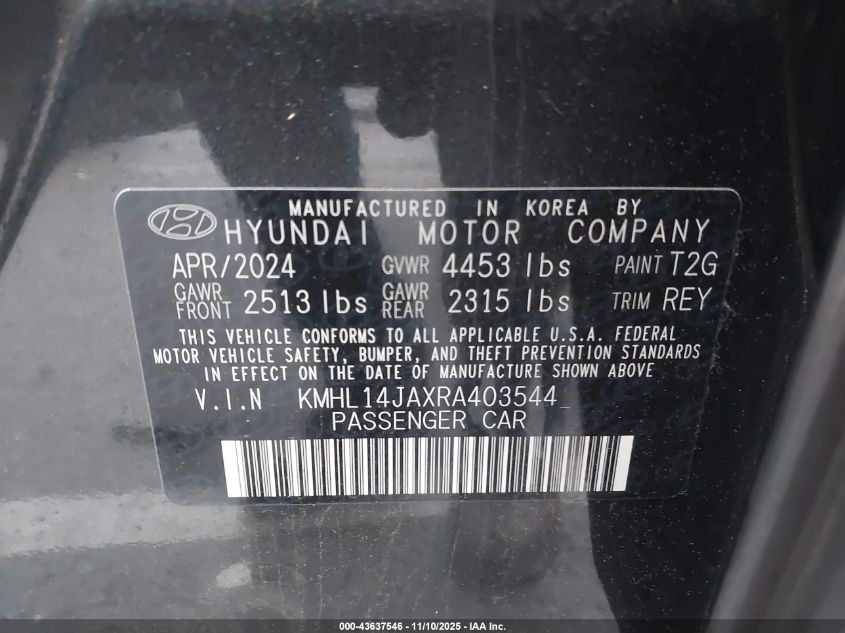 MANUFACTURED IN KOREA BY
HYUNDAI MOTOR COMPANY
APR/2024 GVWR 4453 lbs PAINT T2G
GAWR FRONT 2513 lbs GAWR REAR 2315 lbs TRIM REY
THIS VEHICLE CONFORMS TO ALL APPLICABLE U.S.A. FEDERAL
MOTOR VEHICLE SAFETY, BUMPER, AND THEFT PREVENTION STANDARDS
IN EFFECT ON THE DATE OF MANUFACTURE SHOWN ABOVE
V.I.N KMHL14JAXRA403544
PASSENGER CAR
000-43637546 - 11/10/2025 - IAA Inc.